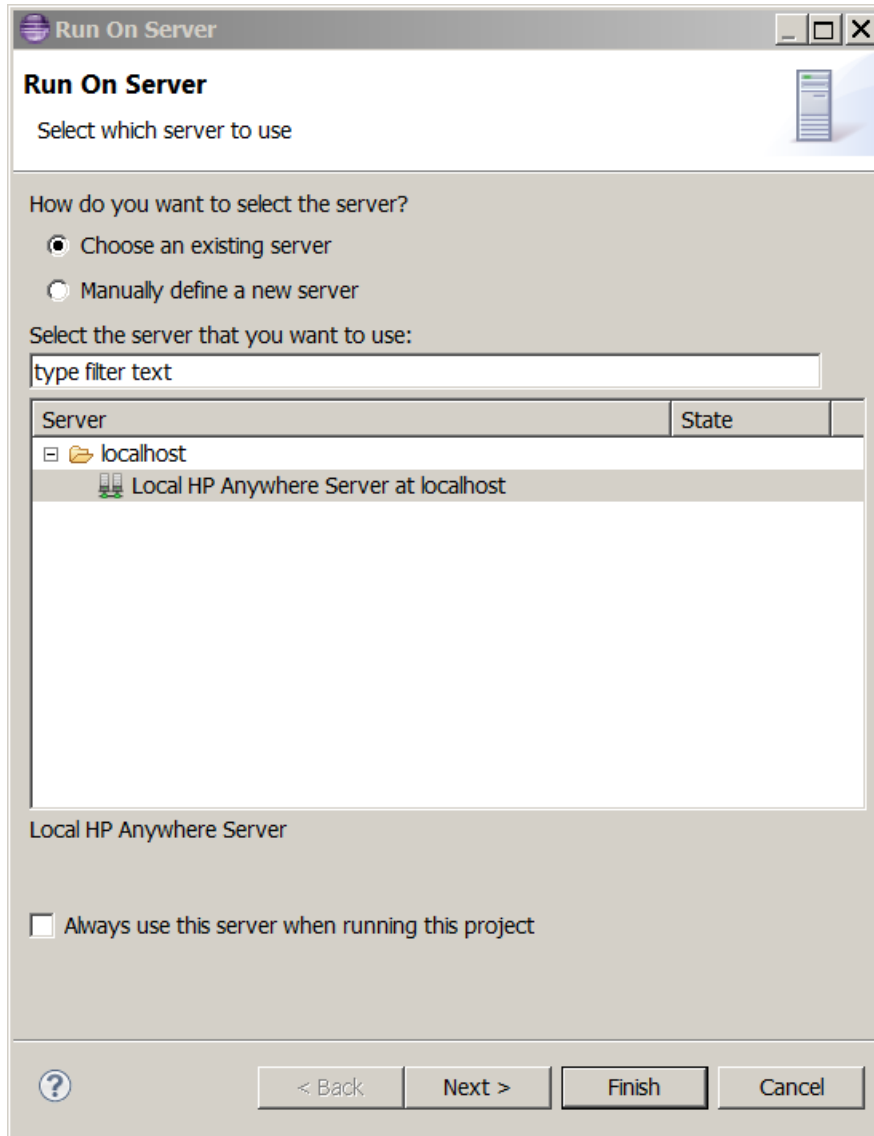 Run On Server
Run On Server
Select which server to use
How do you want to select the server?
Choose an existing server
Manually define a new server
Select the server that you want to use:
type filter text
Server State
localhost
Local HP Anywhere Server at localhost
Local HP Anywhere Server
Always use this server when running this project
? < Back Next > Finish Cancel